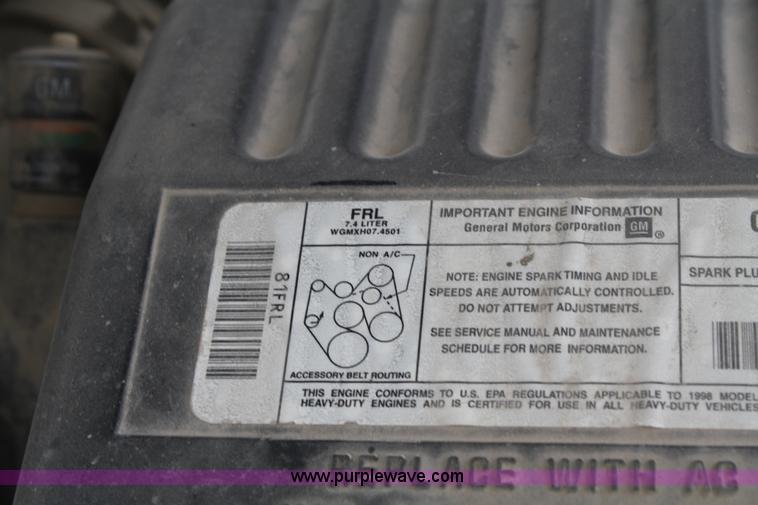 GM
FRL
7.4 LITER
WGMXH07.4501
NON A/C
ACCESSORY BELT ROUTING
81FRL
IMPORTANT ENGINE INFORMATION
General Motors Corporation GM ®
NOTE: ENGINE SPARK TIMING AND IDLE
SPEEDS ARE AUTOMATICALLY CONTROLLED.
DO NOT ATTEMPT ADJUSTMENTS.
SEE SERVICE MANUAL AND MAINTENANCE
SCHEDULE FOR MORE INFORMATION.
SPARK PLU
THIS ENGINE CONFORMS TO U.S. EPA REGULATIONS APPLICABLE TO 1998 MODEL
HEAVY-DUTY ENGINES AND IS CERTIFIED FOR USE IN ALL HEAVY-DUTY VEHICLES
REPLACE WITH AC
www.purplewave.com